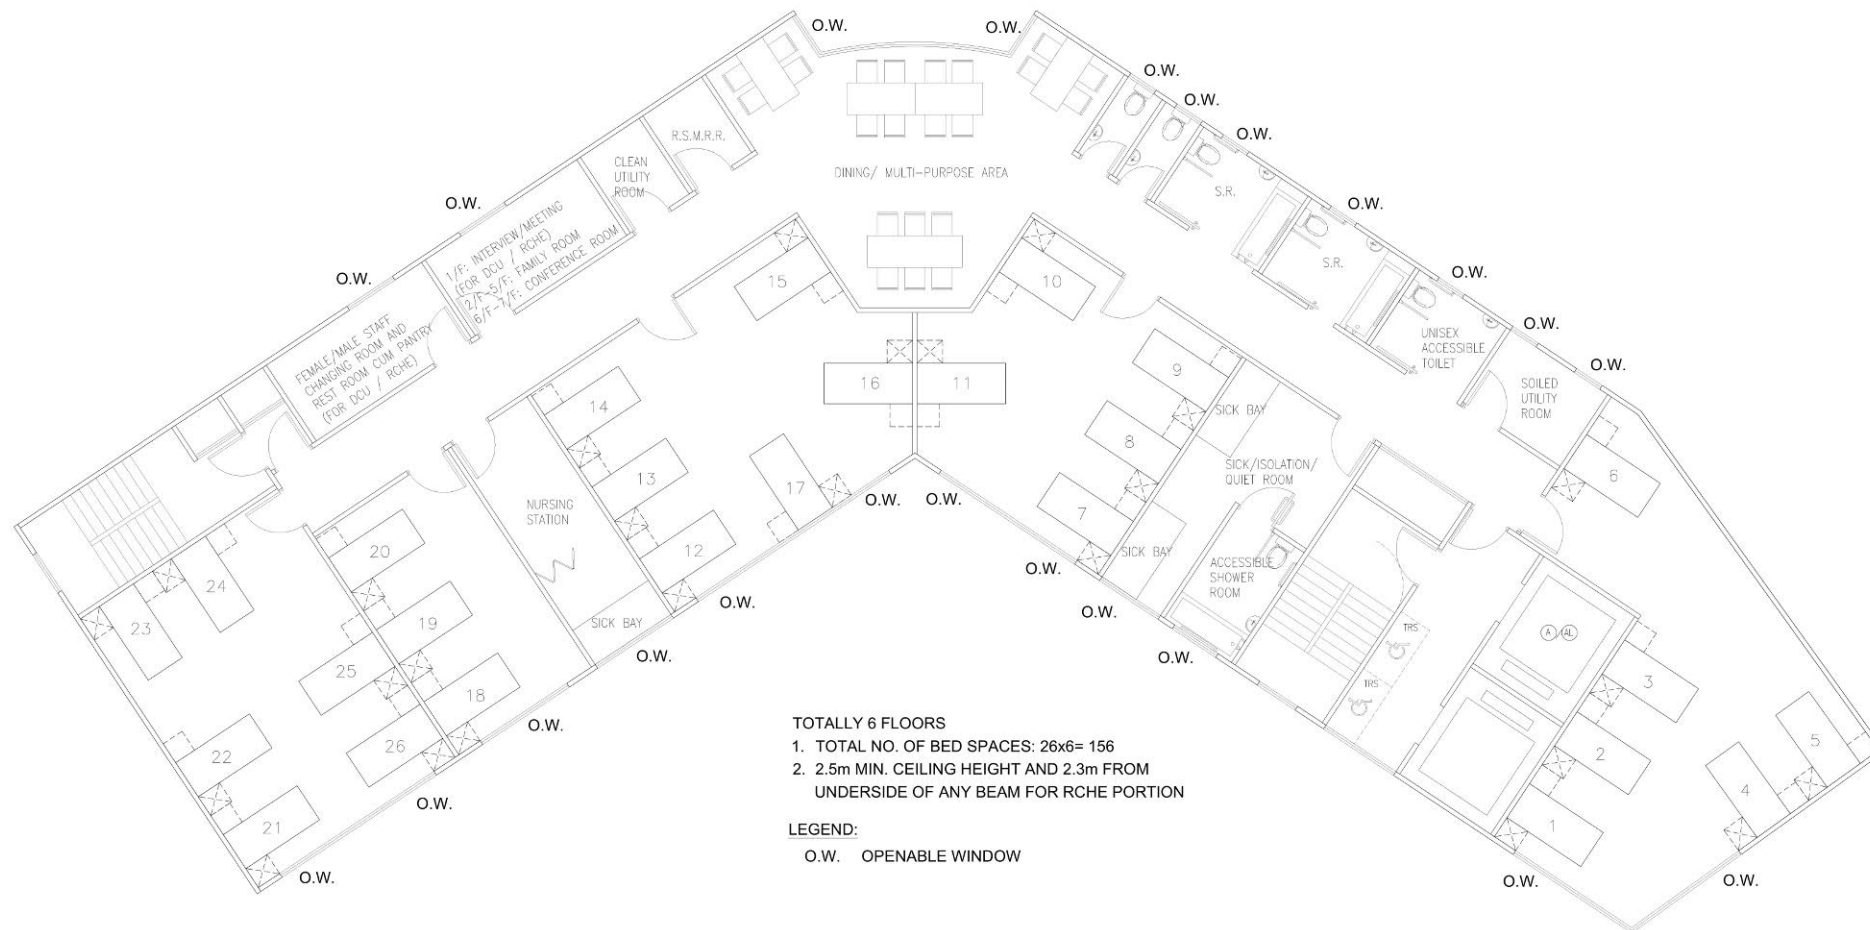 O.W.
O.W.
O.W.
O.W.
O.W.
R.S.M.R.R.
CLEAN
UTILITY
ROOM
DINING/ MULTI-PURPOSE AREA
S.R.
O.W.
O.W.
1/F: INTERVIEW/MEETING
(FOR DCU / RCHE)
2/F-5/F: FAMILY ROOM
6/F-7/F: CONFERENCE ROOM
O.W.
S.R.
O.W.
15
10
O.W.
FEMALE/MALE STAFF
CHANGING ROOM AND
REST ROOM CUM PANTRY
(FOR DCU / RCHE)
UNISEX
ACCESSIBLE
TOILET
O.W.
O.W.
16
11
9
14
SICK BAY
SOILED
UTILITY
ROOM
8
13
17
SICK/ISOLATION/
QUIET ROOM
6
O.W.
O.W.
NURSING
STATION
7
20
12
SICK BAY
O.W.
ACCESSIBLE
SHOWER
ROOM
24
23
19
SICK BAY
O.W.
O.W.
TRS
A / AL
O.W.
O.W.
25
18
TRS
3
26
22
O.W.
2
5
4
21
O.W.
1
O.W.
O.W.
O.W.
TOTALLY 6 FLOORS
1. TOTAL NO. OF BED SPACES: 26x6= 156
2. 2.5m MIN. CEILING HEIGHT AND 2.3m FROM
UNDERSIDE OF ANY BEAM FOR RCHE PORTION
LEGEND:
O.W. OPENABLE WINDOW